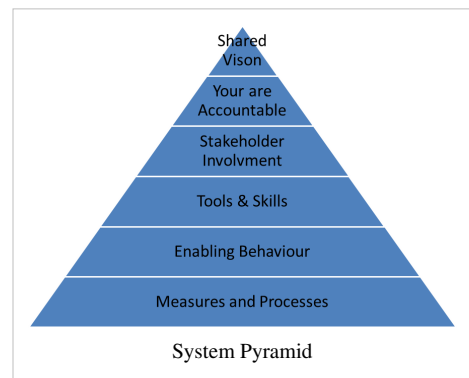 Shared
Vison
Your are
Accountable
Stakeholder
Involvment
Tools & Skills
Enabling Behaviour
Measures and Processes
System Pyramid